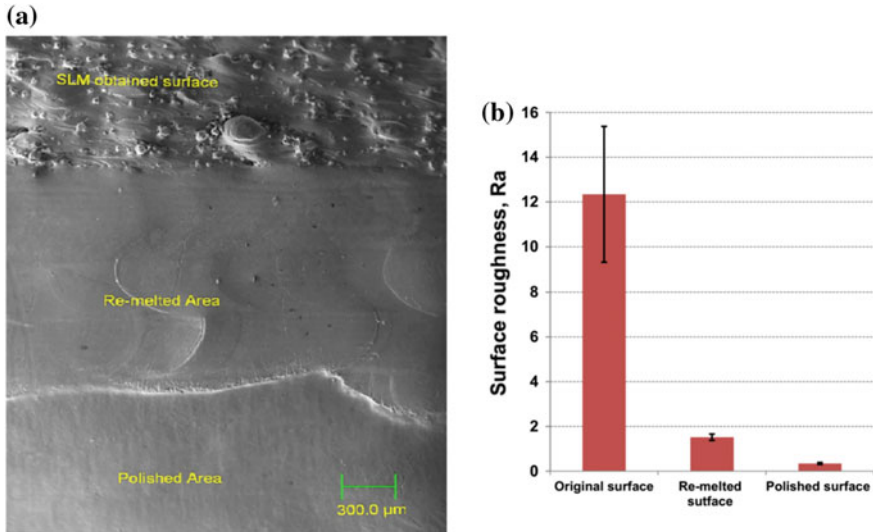 (a)
SLM obtained surface
Re-melted Area
Polished Area
300.0 µm
(b)
Surface roughness, Ra
16
14
12
10
8
6
4
2
0
Original surface
Re-melted
sutface
Polished surface